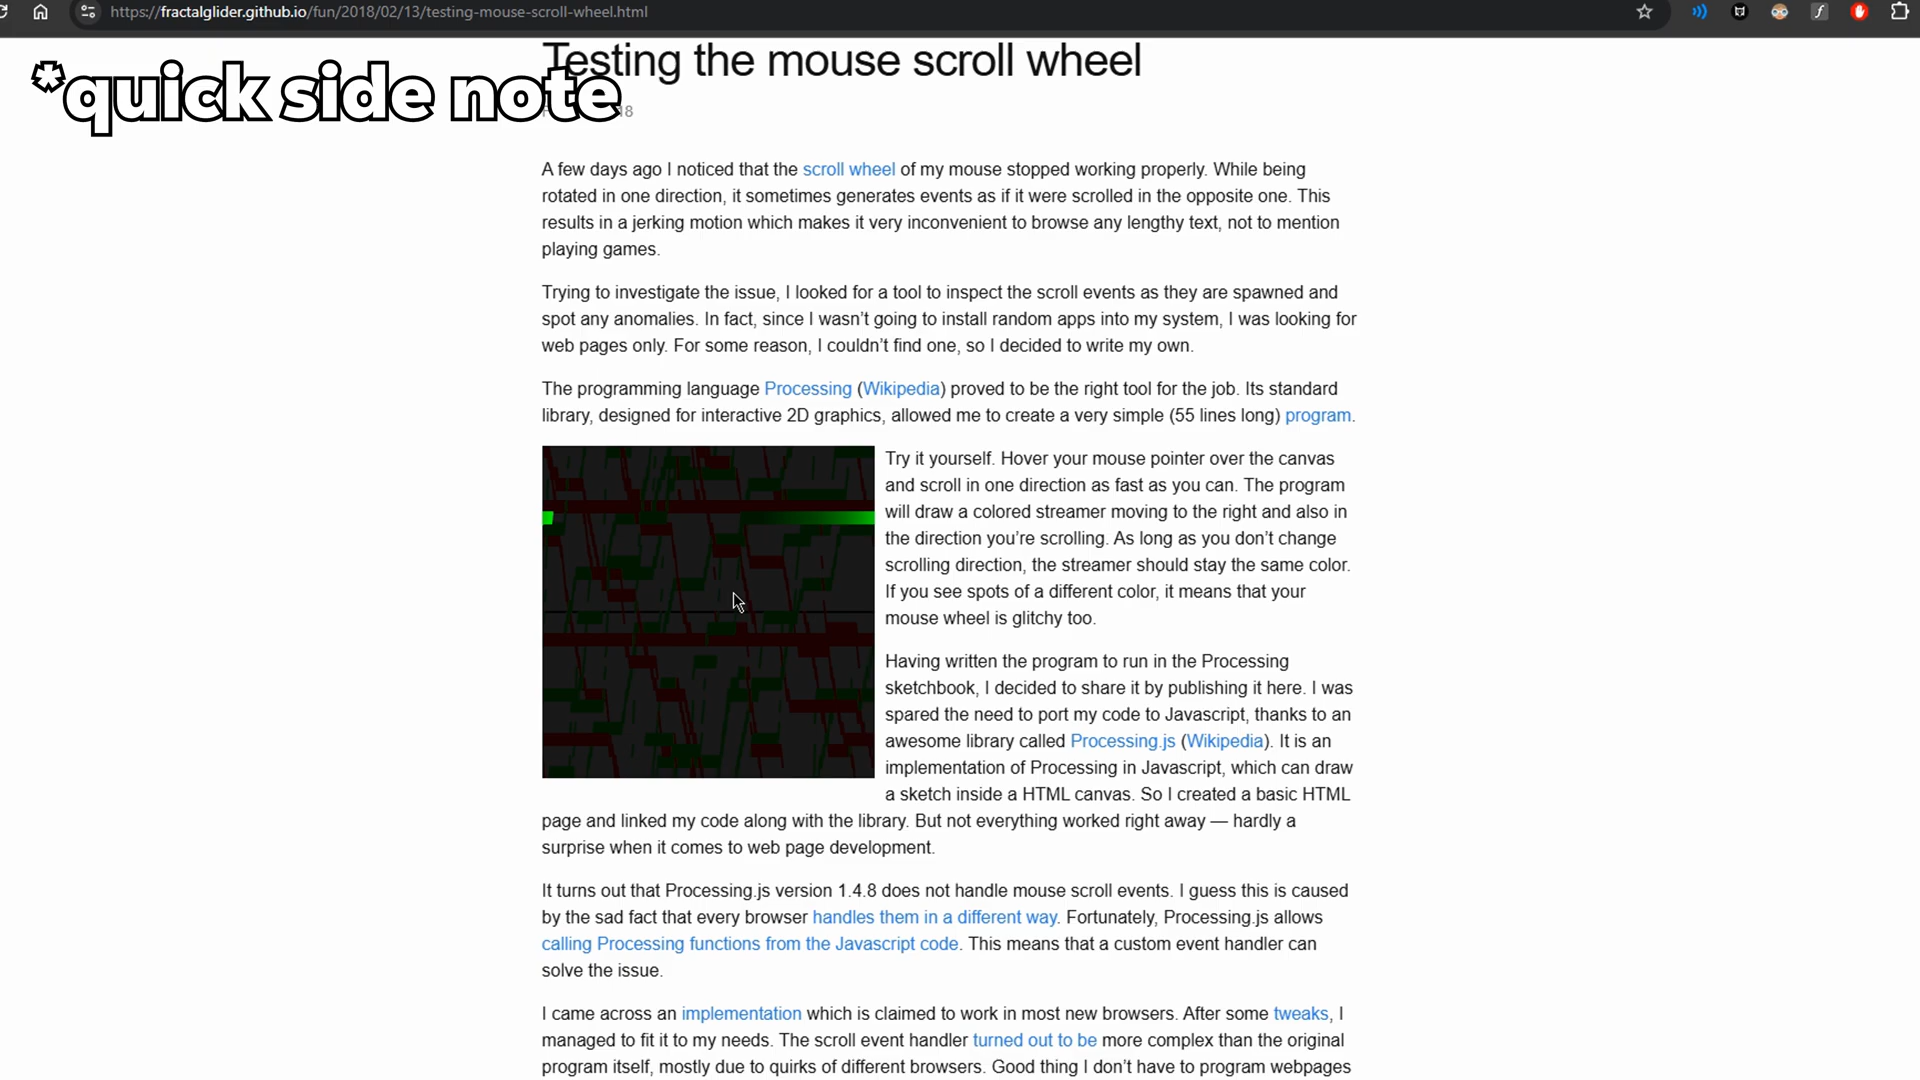 https://fractalglider.github.io/fun/2018/02/13/testing-mouse-scroll-wheel.html
Testing the mouse scroll wheel
*quick side note
18
A few days ago I noticed that the scroll wheel of my mouse stopped working properly. While being
rotated in one direction, it sometimes generates events as if it were scrolled in the opposite one. This
results in a jerking motion which makes it very inconvenient to browse any lengthy text, not to mention
playing games.
Trying to investigate the issue, I looked for a tool to inspect the scroll events as they are spawned and
spot any anomalies. In fact, since I wasn’t going to install random apps into my system, I was looking for
web pages only. For some reason, I couldn’t find one, so I decided to write my own.
The programming language Processing (Wikipedia) proved to be the right tool for the job. Its standard
library, designed for interactive 2D graphics, allowed me to create a very simple (55 lines long) program.
Try it yourself. Hover your mouse pointer over the canvas
and scroll in one direction as fast as you can. The program
will draw a colored streamer moving to the right and also in
the direction you’re scrolling. As long as you don’t change
scrolling direction, the streamer should stay the same color.
If you see spots of a different color, it means that your
mouse wheel is glitchy too.
Having written the program to run in the Processing
sketchbook, I decided to share it by publishing it here. I was
spared the need to port my code to Javascript, thanks to an
awesome library called Processing.js (Wikipedia). It is an
implementation of Processing in Javascript, which can draw
a sketch inside a HTML canvas. So I created a basic HTML
page and linked my code along with the library. But not everything worked right away — hardly a
surprise when it comes to web page development.
It turns out that Processing.js version 1.4.8 does not handle mouse scroll events. I guess this is caused
by the sad fact that every browser handles them in a different way. Fortunately, Processing.js allows
calling Processing functions from the Javascript code. This means that a custom event handler can
solve the issue.
I came across an implementation which is claimed to work in most new browsers. After some tweaks, I
managed to fit it to my needs. The scroll event handler turned out to be more complex than the original
program itself, mostly due to quirks of different browsers. Good thing I don’t have to program webpages